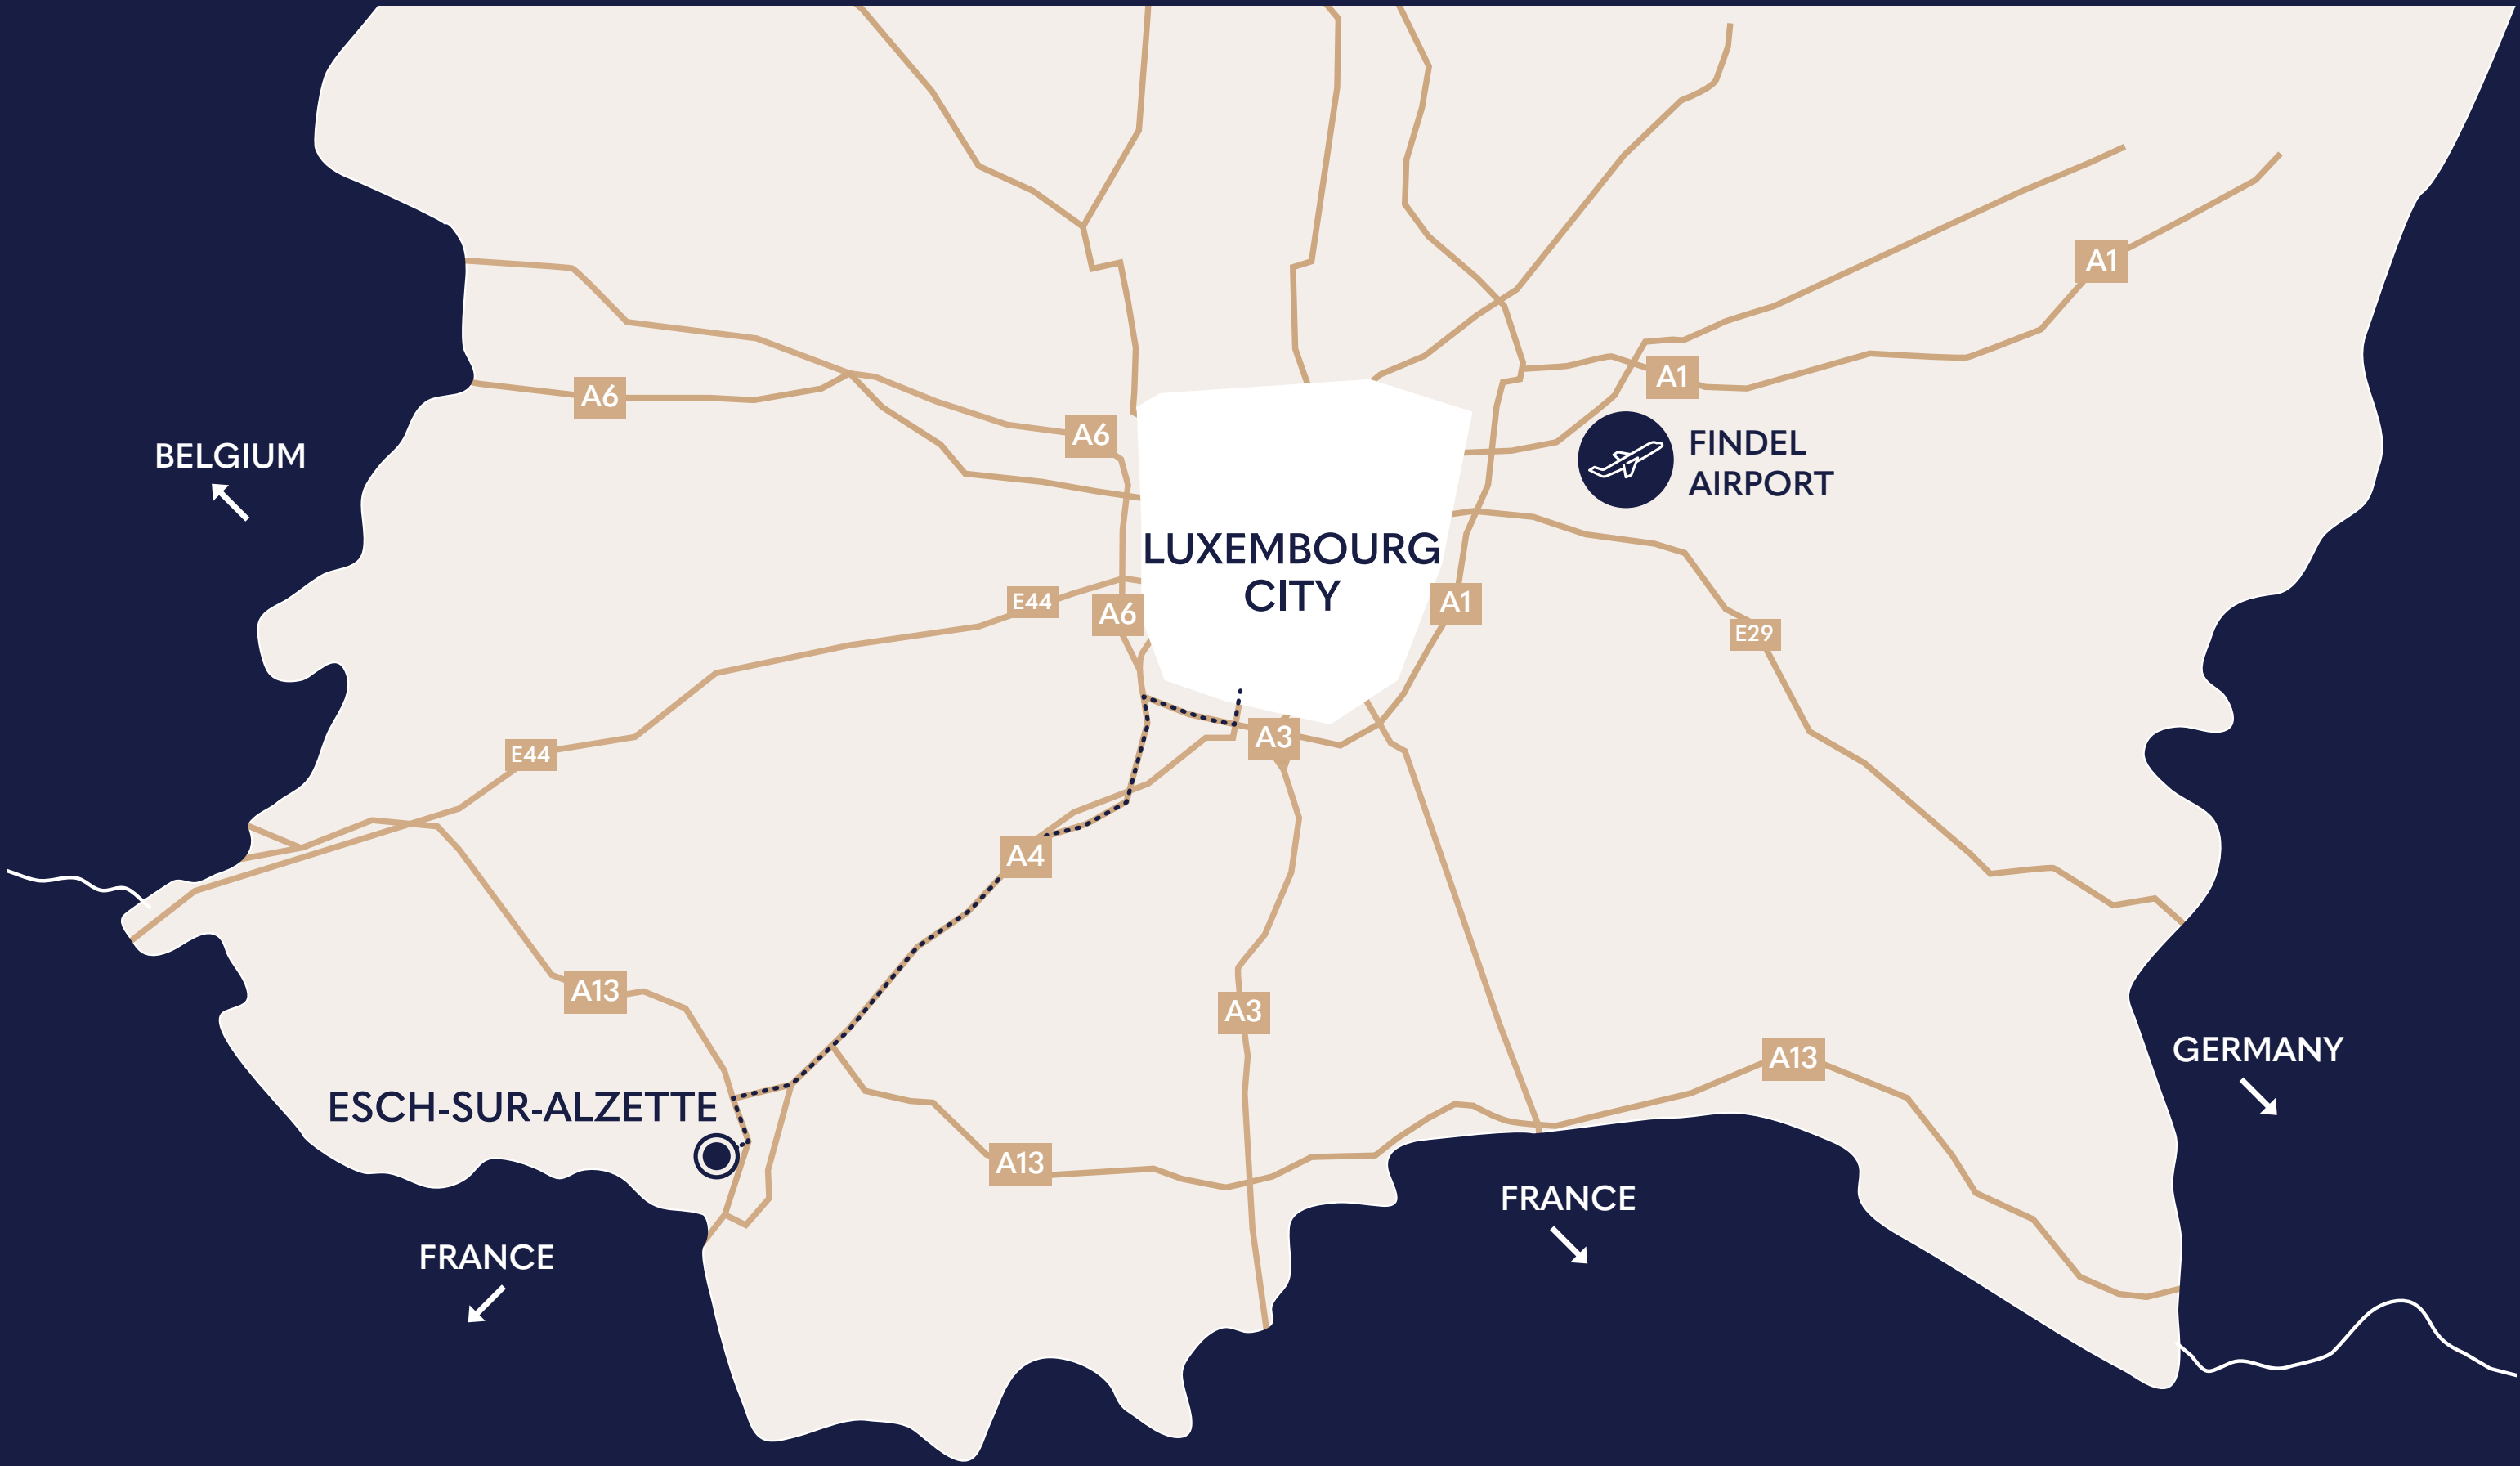 A1
A1
A6
A6
BELGIUM
FINDEL
AIRPORT
LUXEMBOURG
CITY
E44
A6
A1
E29
E44
A3
A4
A13
A3
GERMANY
A13
ESCH-SUR-ALZETTE
A13
FRANCE
FRANCE